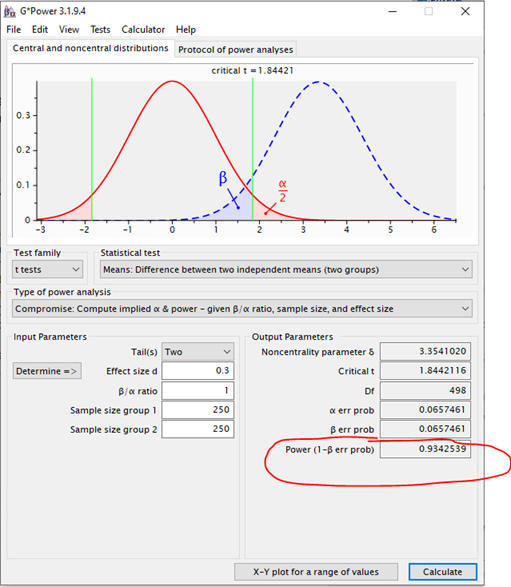 G*Power 3.1.9.4
File Edit View Tests Calculator Help
Central and noncentral distributions Protocol of power analyses
critical t = 1.84421
0.3
0.2
0.1
0
β
α
2
-3 -2 -1 0 1 2 3 4 5 6
Test family Statistical test
t tests Means: Difference between two independent means (two groups)
Type of power analysis
Compromise: Compute implied α & power - given β/α ratio, sample size, and effect size
Input Parameters Output Parameters
Tail(s) Two Noncentrality parameter δ 3.3541020
Determine => Effect size d 0.3 Critical t 1.8442116
β/α ratio 1 Df 498
Sample size group 1 250 α err prob 0.0657461
Sample size group 2 250 β err prob 0.0657461
Power (1-β err prob) 0.9342539
X-Y plot for a range of values Calculate